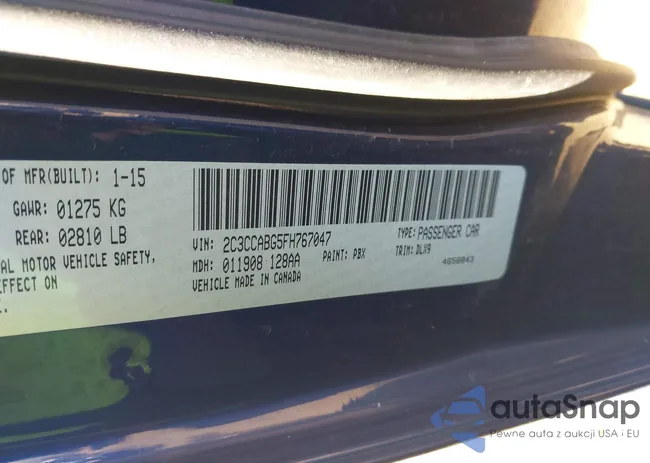 OF MFR(BUILT): 1-15
GAWR: 01275 KG
REAR: 02810 LB
AL MOTOR VEHICLE SAFETY,
EFFECT ON
VIN: 2C3CCABG5FH767047
TYPE: PASSENGER CAR
MDH: 011908 128AA
PAINT: PBX
TRIM: DLX9
VEHICLE MADE IN CANADA
4650043
autaSnap
Pewne auta z aukcji USA i EU